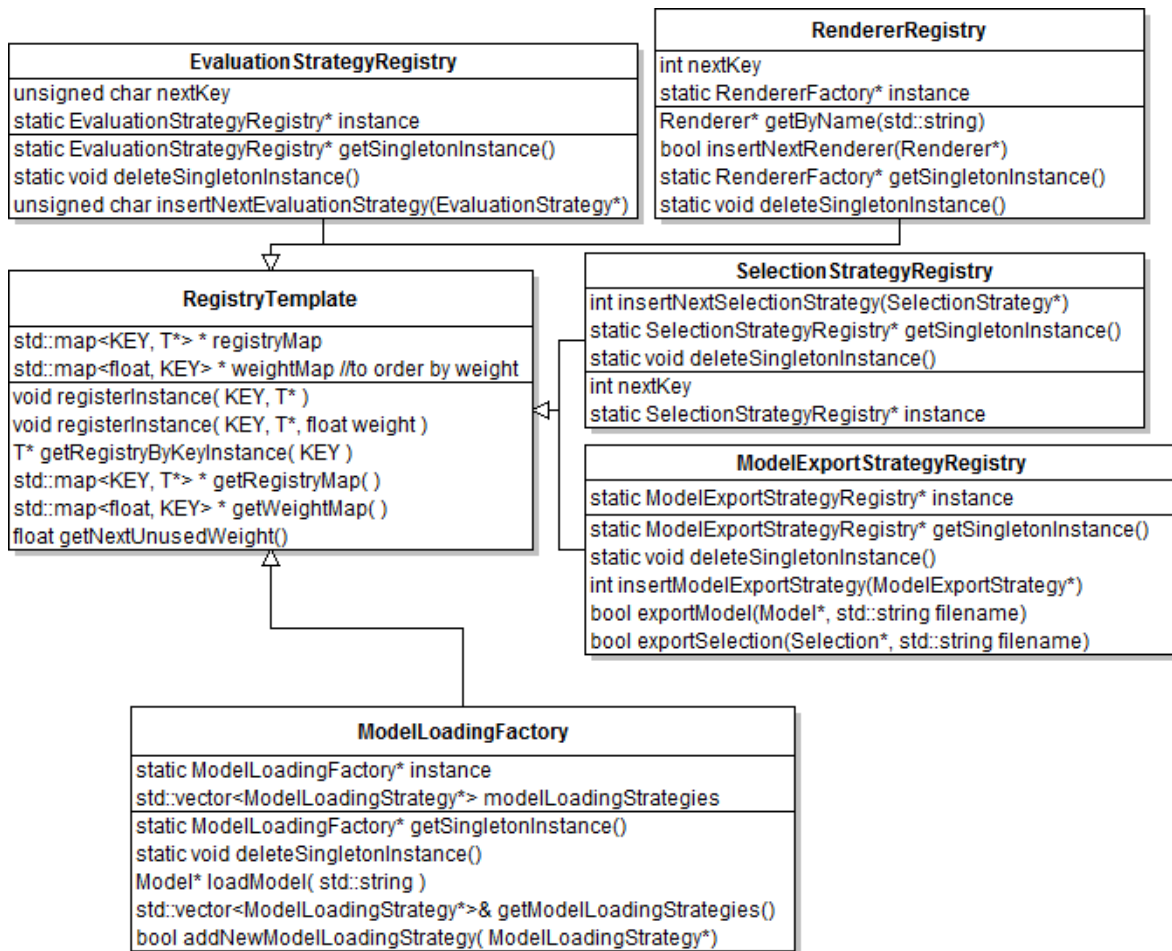 EvaluationStrategyRegistry
unsigned char nextKey
static EvaluationStrategyRegistry* instance
static EvaluationStrategyRegistry* getSingletonInstance()
static void deleteSingletonInstance()
unsigned char insertNextEvaluationStrategy(EvaluationStrategy*)
RendererRegistry
int nextKey
static RendererFactory* instance
Renderer* getByName(std::string)
bool insertNextRenderer(Renderer*)
static RendererFactory* getSingletonInstance()
static void deleteSingletonInstance()
RegistryTemplate
std::map<KEY, T*> * registryMap
std::map<float, KEY> * weightMap //to order by weight
void registerInstance( KEY, T* )
void registerInstance( KEY, T*, float weight )
T* getRegistryByKeyInstance( KEY )
std::map<KEY, T*> * getRegistryMap( )
std::map<float, KEY> * getWeightMap( )
float getNextUnusedWeight()
SelectionStrategyRegistry
int insertNextSelectionStrategy(SelectionStrategy*)
static SelectionStrategyRegistry* getSingletonInstance()
static void deleteSingletonInstance()
int nextKey
static SelectionStrategyRegistry* instance
ModelExportStrategyRegistry
static ModelExportStrategyRegistry* instance
static ModelExportStrategyRegistry* getSingletonInstance()
static void deleteSingletonInstance()
int insertModelExportStrategy(ModelExportStrategy*)
bool exportModel(Model*, std::string filename)
bool exportSelection(Selection*, std::string filename)
ModelLoadingFactory
static ModelLoadingFactory* instance
std::vector<ModelLoadingStrategy*> modelLoadingStrategies
static ModelLoadingFactory* getSingletonInstance()
static void deleteSingletonInstance()
Model* loadModel( std::string )
std::vector<ModelLoadingStrategy*>& getModelLoadingStrategies()
bool addNewModelLoadingStrategy( ModelLoadingStrategy*)